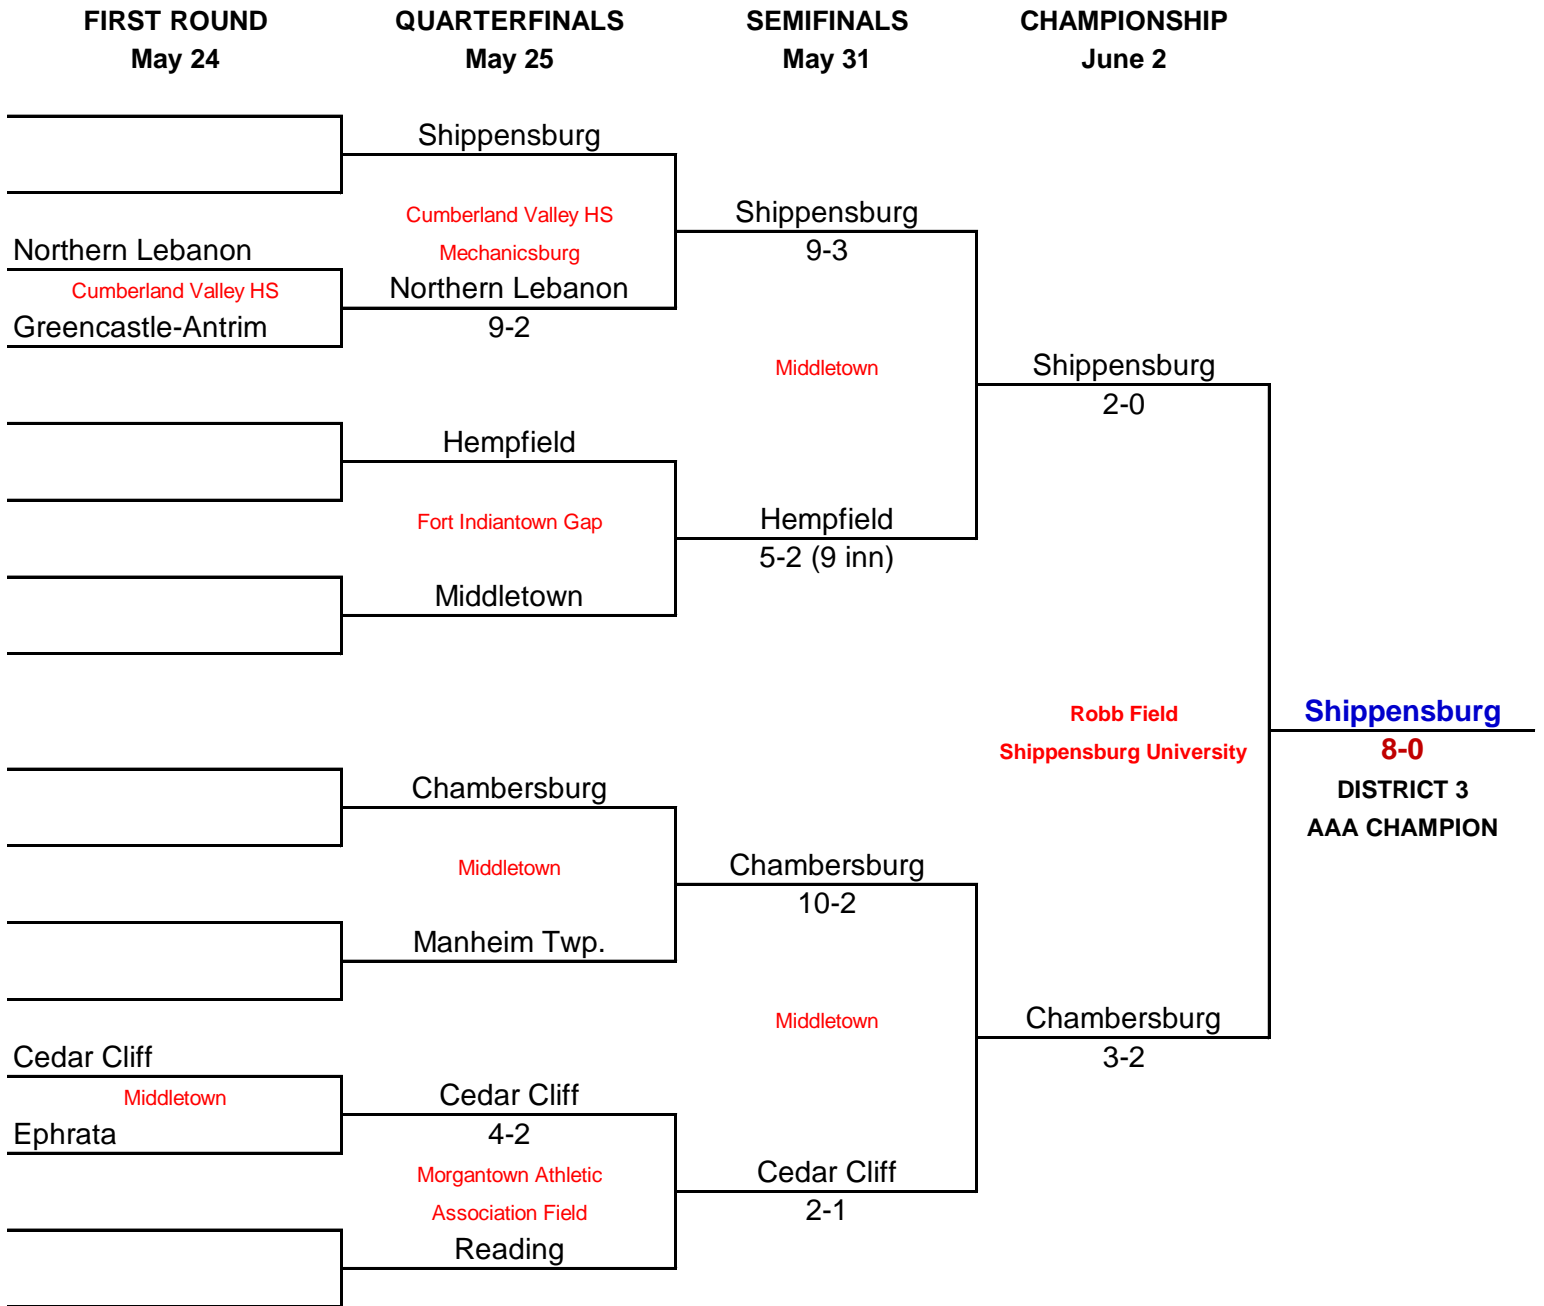 FIRST ROUND QUARTERFINALS SEMIFINALS CHAMPIONSHIP
May 24 May 25 May 31 June 2
Shippensburg
Cumberland Valley HS Shippensburg
Northern Lebanon Mechanicsburg 9-3
Cumberland Valley HS Northern Lebanon
Greencastle-Antrim 9-2
Middletown Shippensburg
2-0
Hempfield
Fort Indiantown Gap Hempfield
5-2 (9 inn)
Middletown
Robb Field Shippensburg
Shippensburg University 8-0
Chambersburg DISTRICT 3
AAA CHAMPION
Middletown Chambersburg
10-2
Manheim Twp.
Middletown Chambersburg
Cedar Cliff 3-2
Middletown Cedar Cliff
Ephrata 4-2
Morgantown Athletic Cedar Cliff
Association Field 2-1
Reading